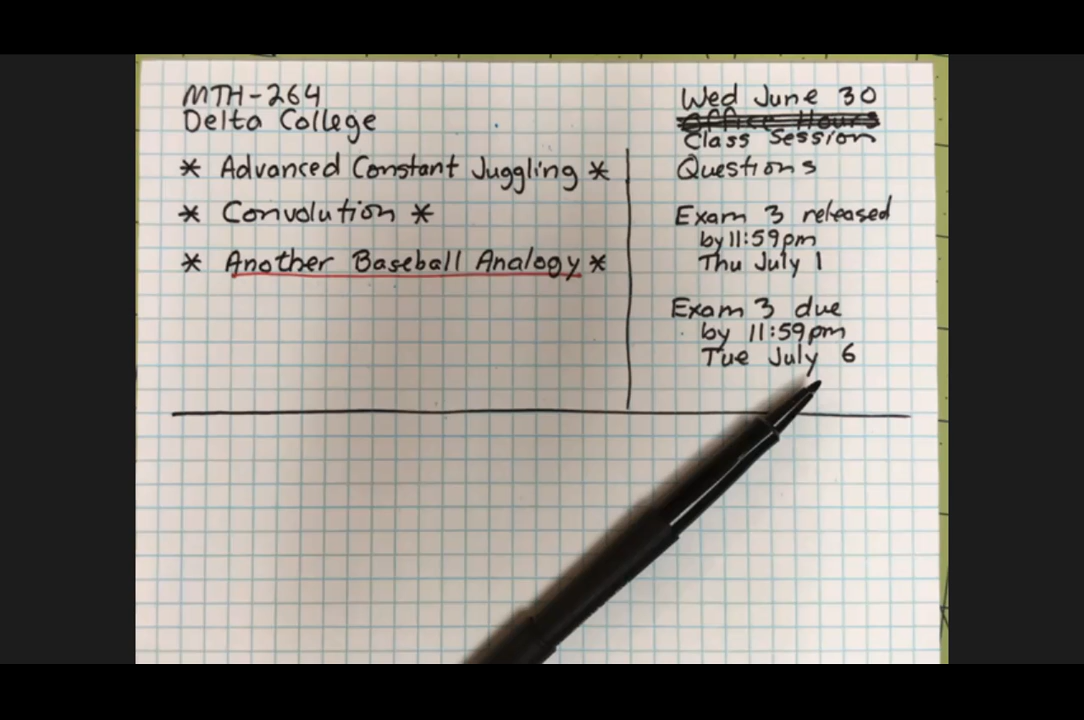 MTH-264
Delta College
* Advanced Constant Juggling *
* Convolution *
* Another Baseball Analogy *
Wed June 30
Office Hours
Class Session
Questions
Exam 3 released
by 11:59pm
Thu July 1
Exam 3 due
by 11:59pm
Tue July 6